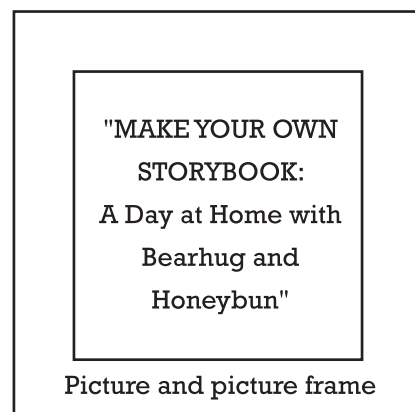 "MAKE YOUR OWN
STORYBOOK:
A Day at Home with
Bearhug and
Honeybun"
Picture and picture frame